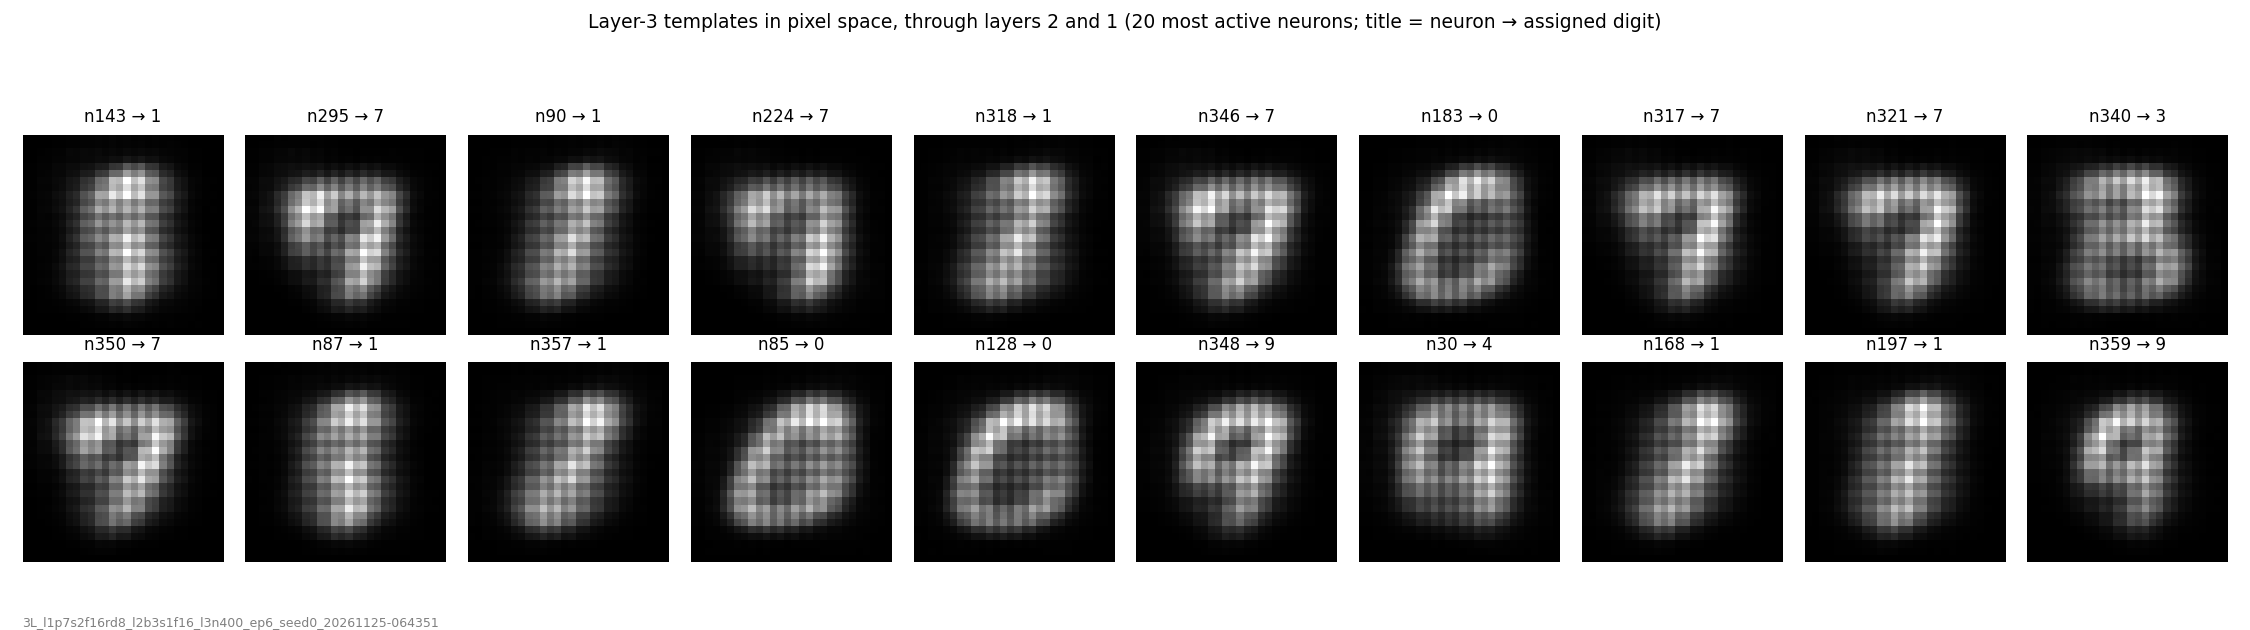 Layer-3 templates in pixel space, through layers 2 and 1 (20 most active neurons; title = neuron → assigned digit)
n143 → 1 n295 → 7 n90 → 1 n224 → 7 n318 → 1 n346 → 7 n183 → 0 n317 → 7 n321 → 7 n340 → 3
n350 → 7 n87 → 1 n357 → 1 n85 → 0 n128 → 0 n348 → 9 n30 → 4 n168 → 1 n197 → 1 n359 → 9
3L_l1p7s2f16rd8_l2b3s1f16_l3n400_ep6_seed0_20261125-064351